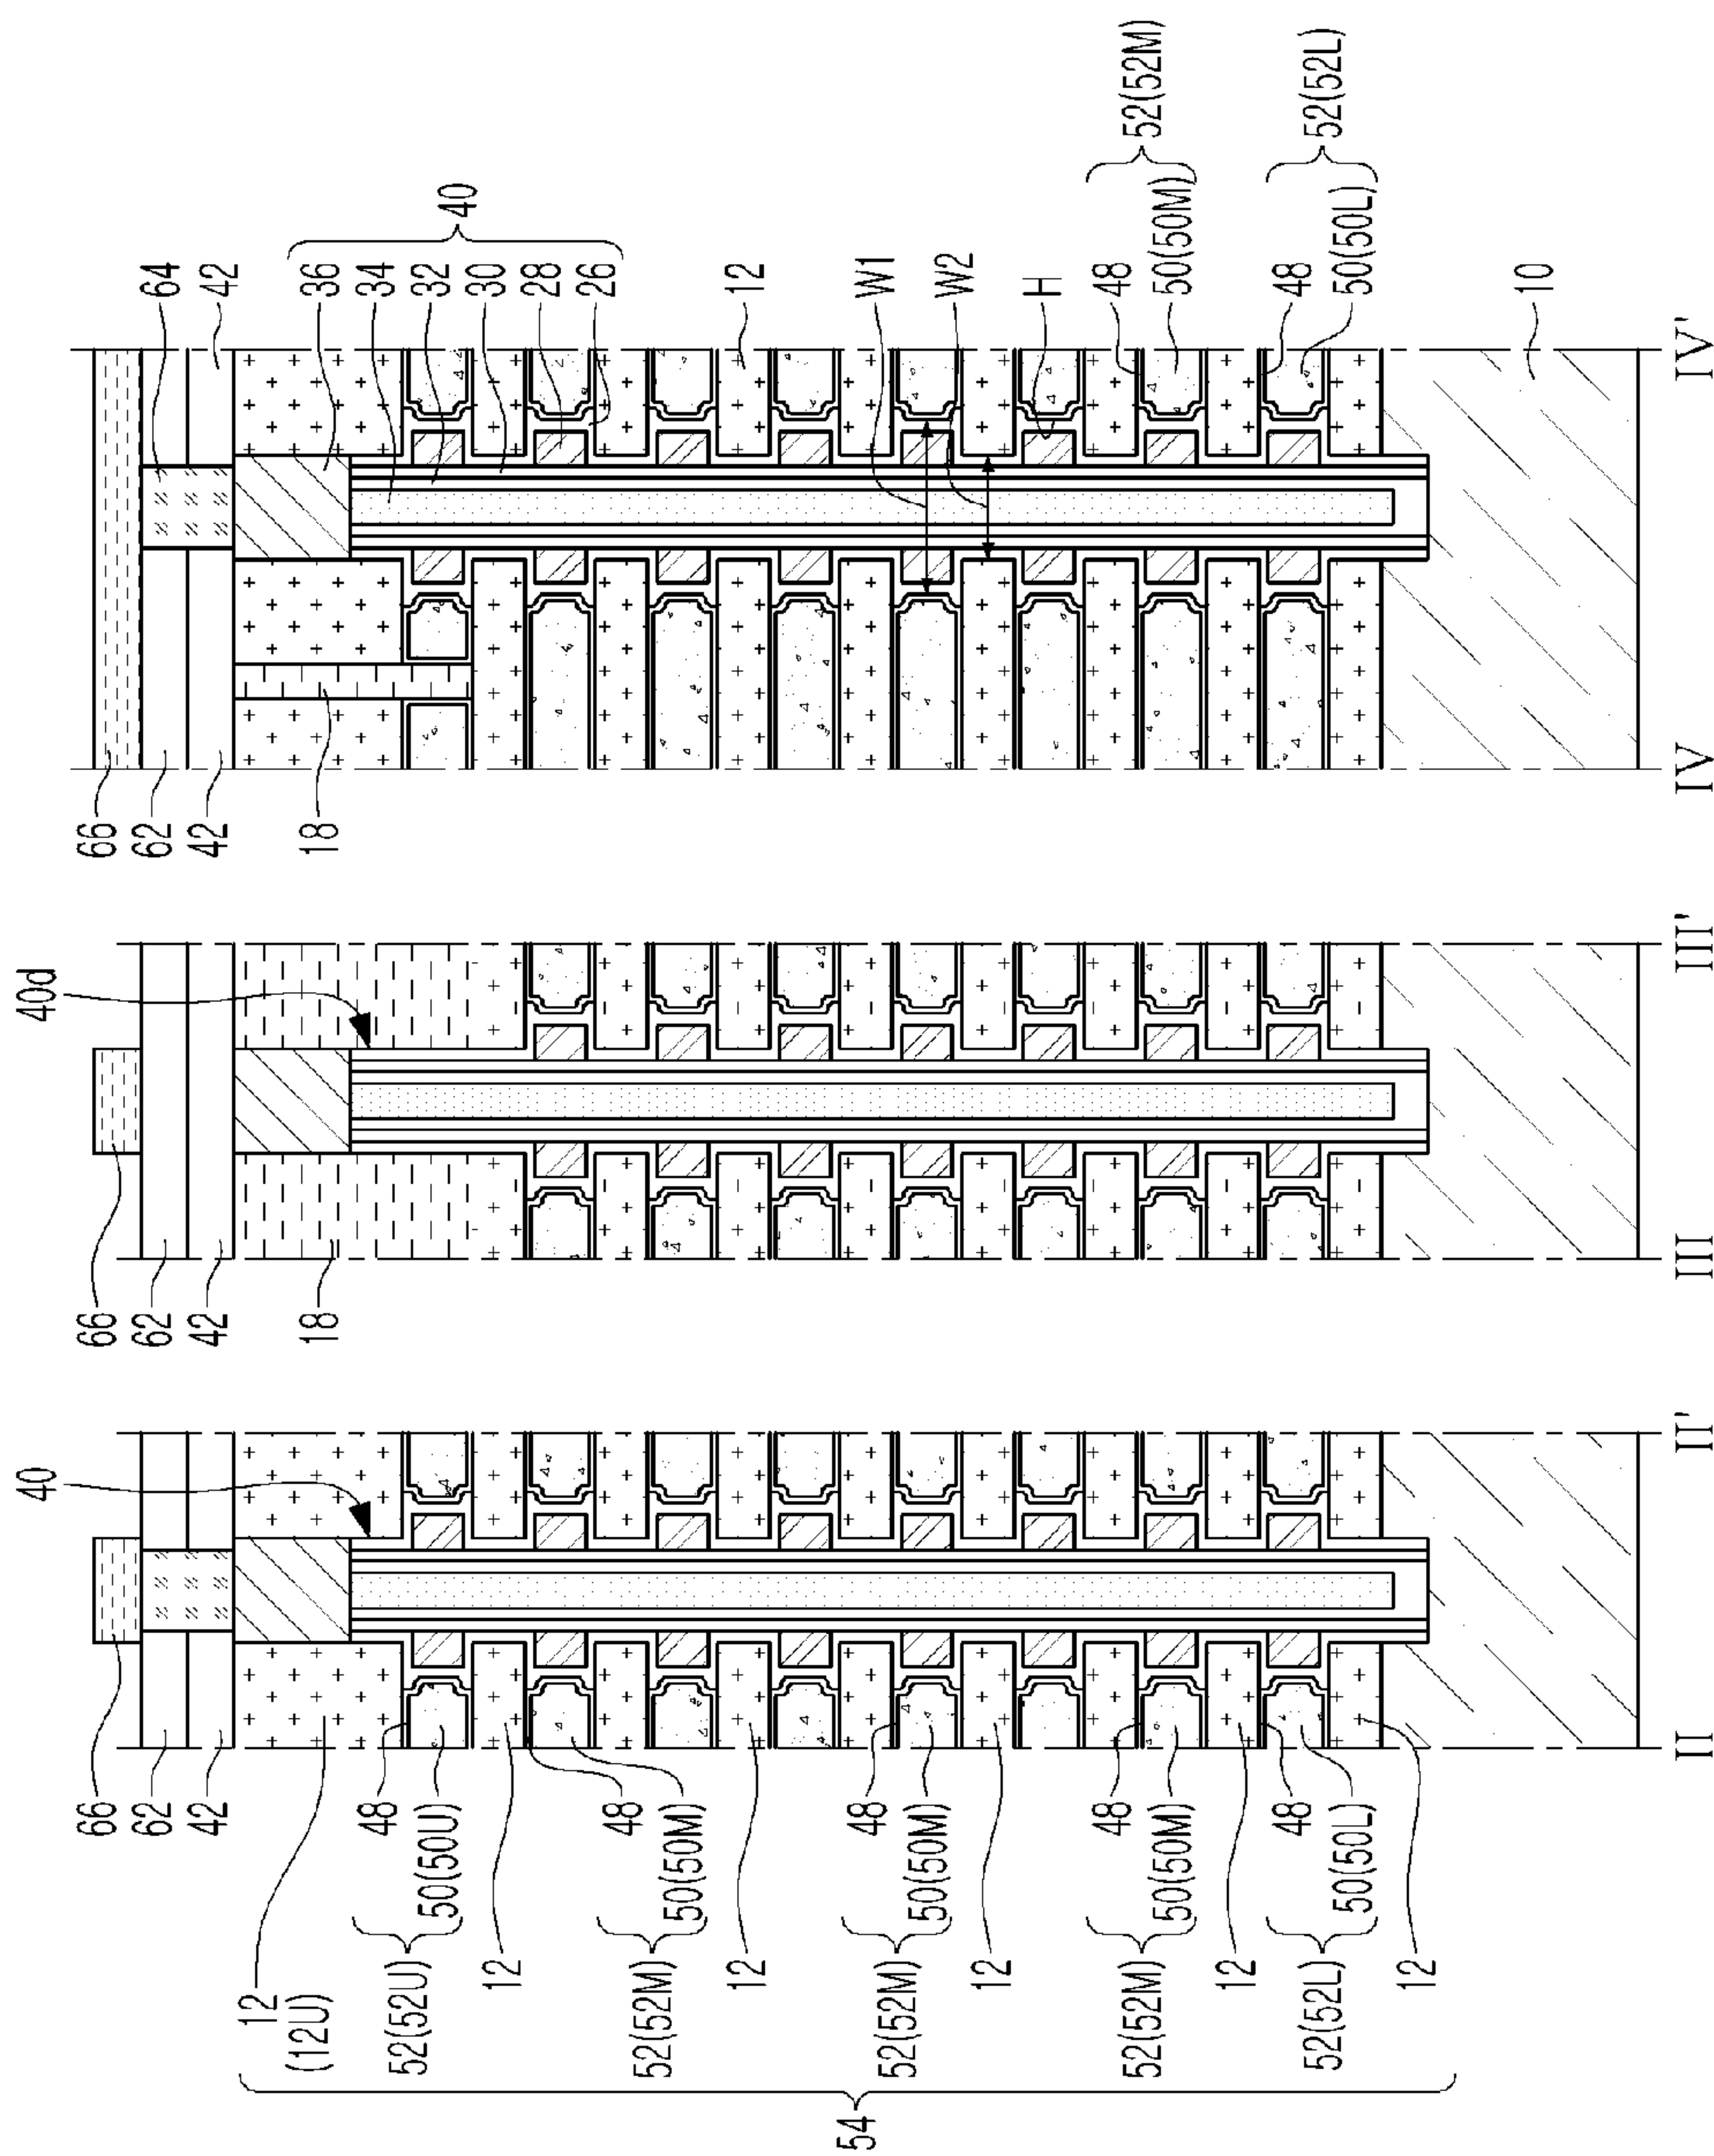 40
40d
66
66
66
62
62
62
64
42
42
42
42
12
(12U)
18
18
36
34
48
52(52U)
32
50(50U)
40
30
12
28
26
48
52(52M)
50(50M)
12
12
54
48
W1
52(52M)
50(50M)
W2
12
H
48
48
52(52M)
52(52M)
50(50M)
50(50M)
12
48
48
52(52L)
52(52L)
50(50L)
50(50L)
12
10
II
II'
III
III'
IV
IV'